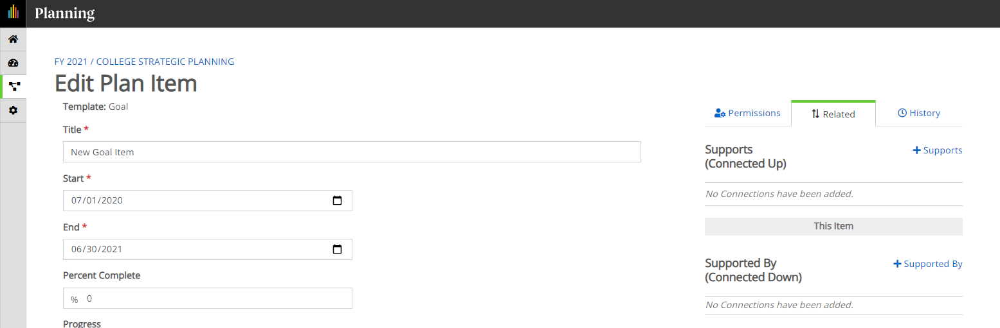 Planning
FY 2021 / COLLEGE STRATEGIC PLANNING
Edit Plan Item
Template: Goal
Title *
New Goal Item
Start *
07/01/2020
End *
06/30/2021
Percent Complete
% 0
Progress
Permissions
Related
History
Supports
(Connected Up)
+ Supports
No Connections have been added.
This Item
Supported By
(Connected Down)
+ Supported By
No Connections have been added.